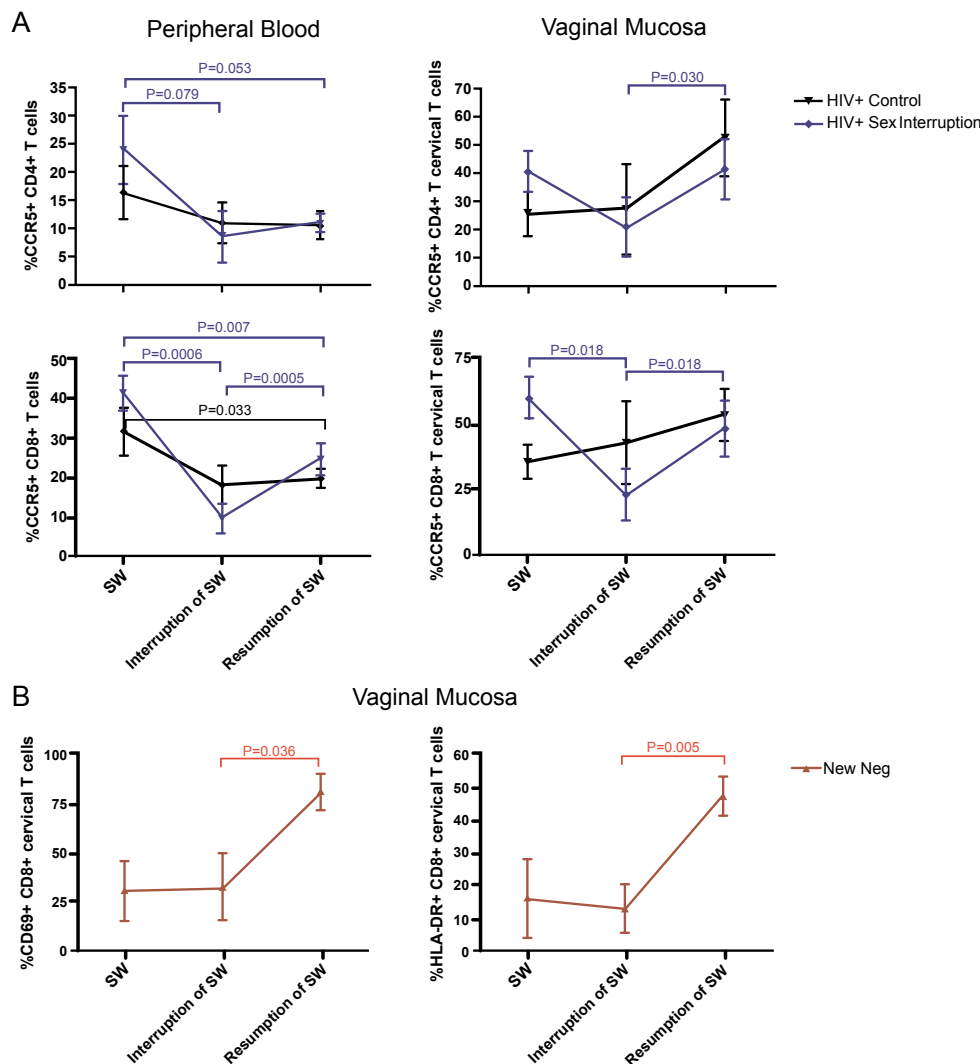 A
Peripheral Blood
Vaginal Mucosa
P=0.053
P=0.079
35
30
25
20
15
10
5
0
%CCR5+ CD4+ T cells
P=0.030
70
60
50
40
30
20
10
0
%CCR5+ CD4+ T cervical T cells
HIV+ Control
HIV+ Sex Interruption
P=0.007
P=0.0006
P=0.0005
P=0.033
50
40
30
20
10
0
%CCR5+ CD8+ T cells
SW
Interruption of SW
Resumption of SW
P=0.018
P=0.018
75
50
25
0
%CCR5+ CD8+ T cervical T cells
SW
Interruption of SW
Resumption of SW
B
Vaginal Mucosa
P=0.036
100
75
50
25
0
%CD69+ CD8+ cervical T cells
SW
Interruption of SW
Resumption of SW
P=0.005
60
50
40
30
20
10
0
%HLA-DR+ CD8+ cervical T cells
SW
Interruption of SW
Resumption of SW
New Neg